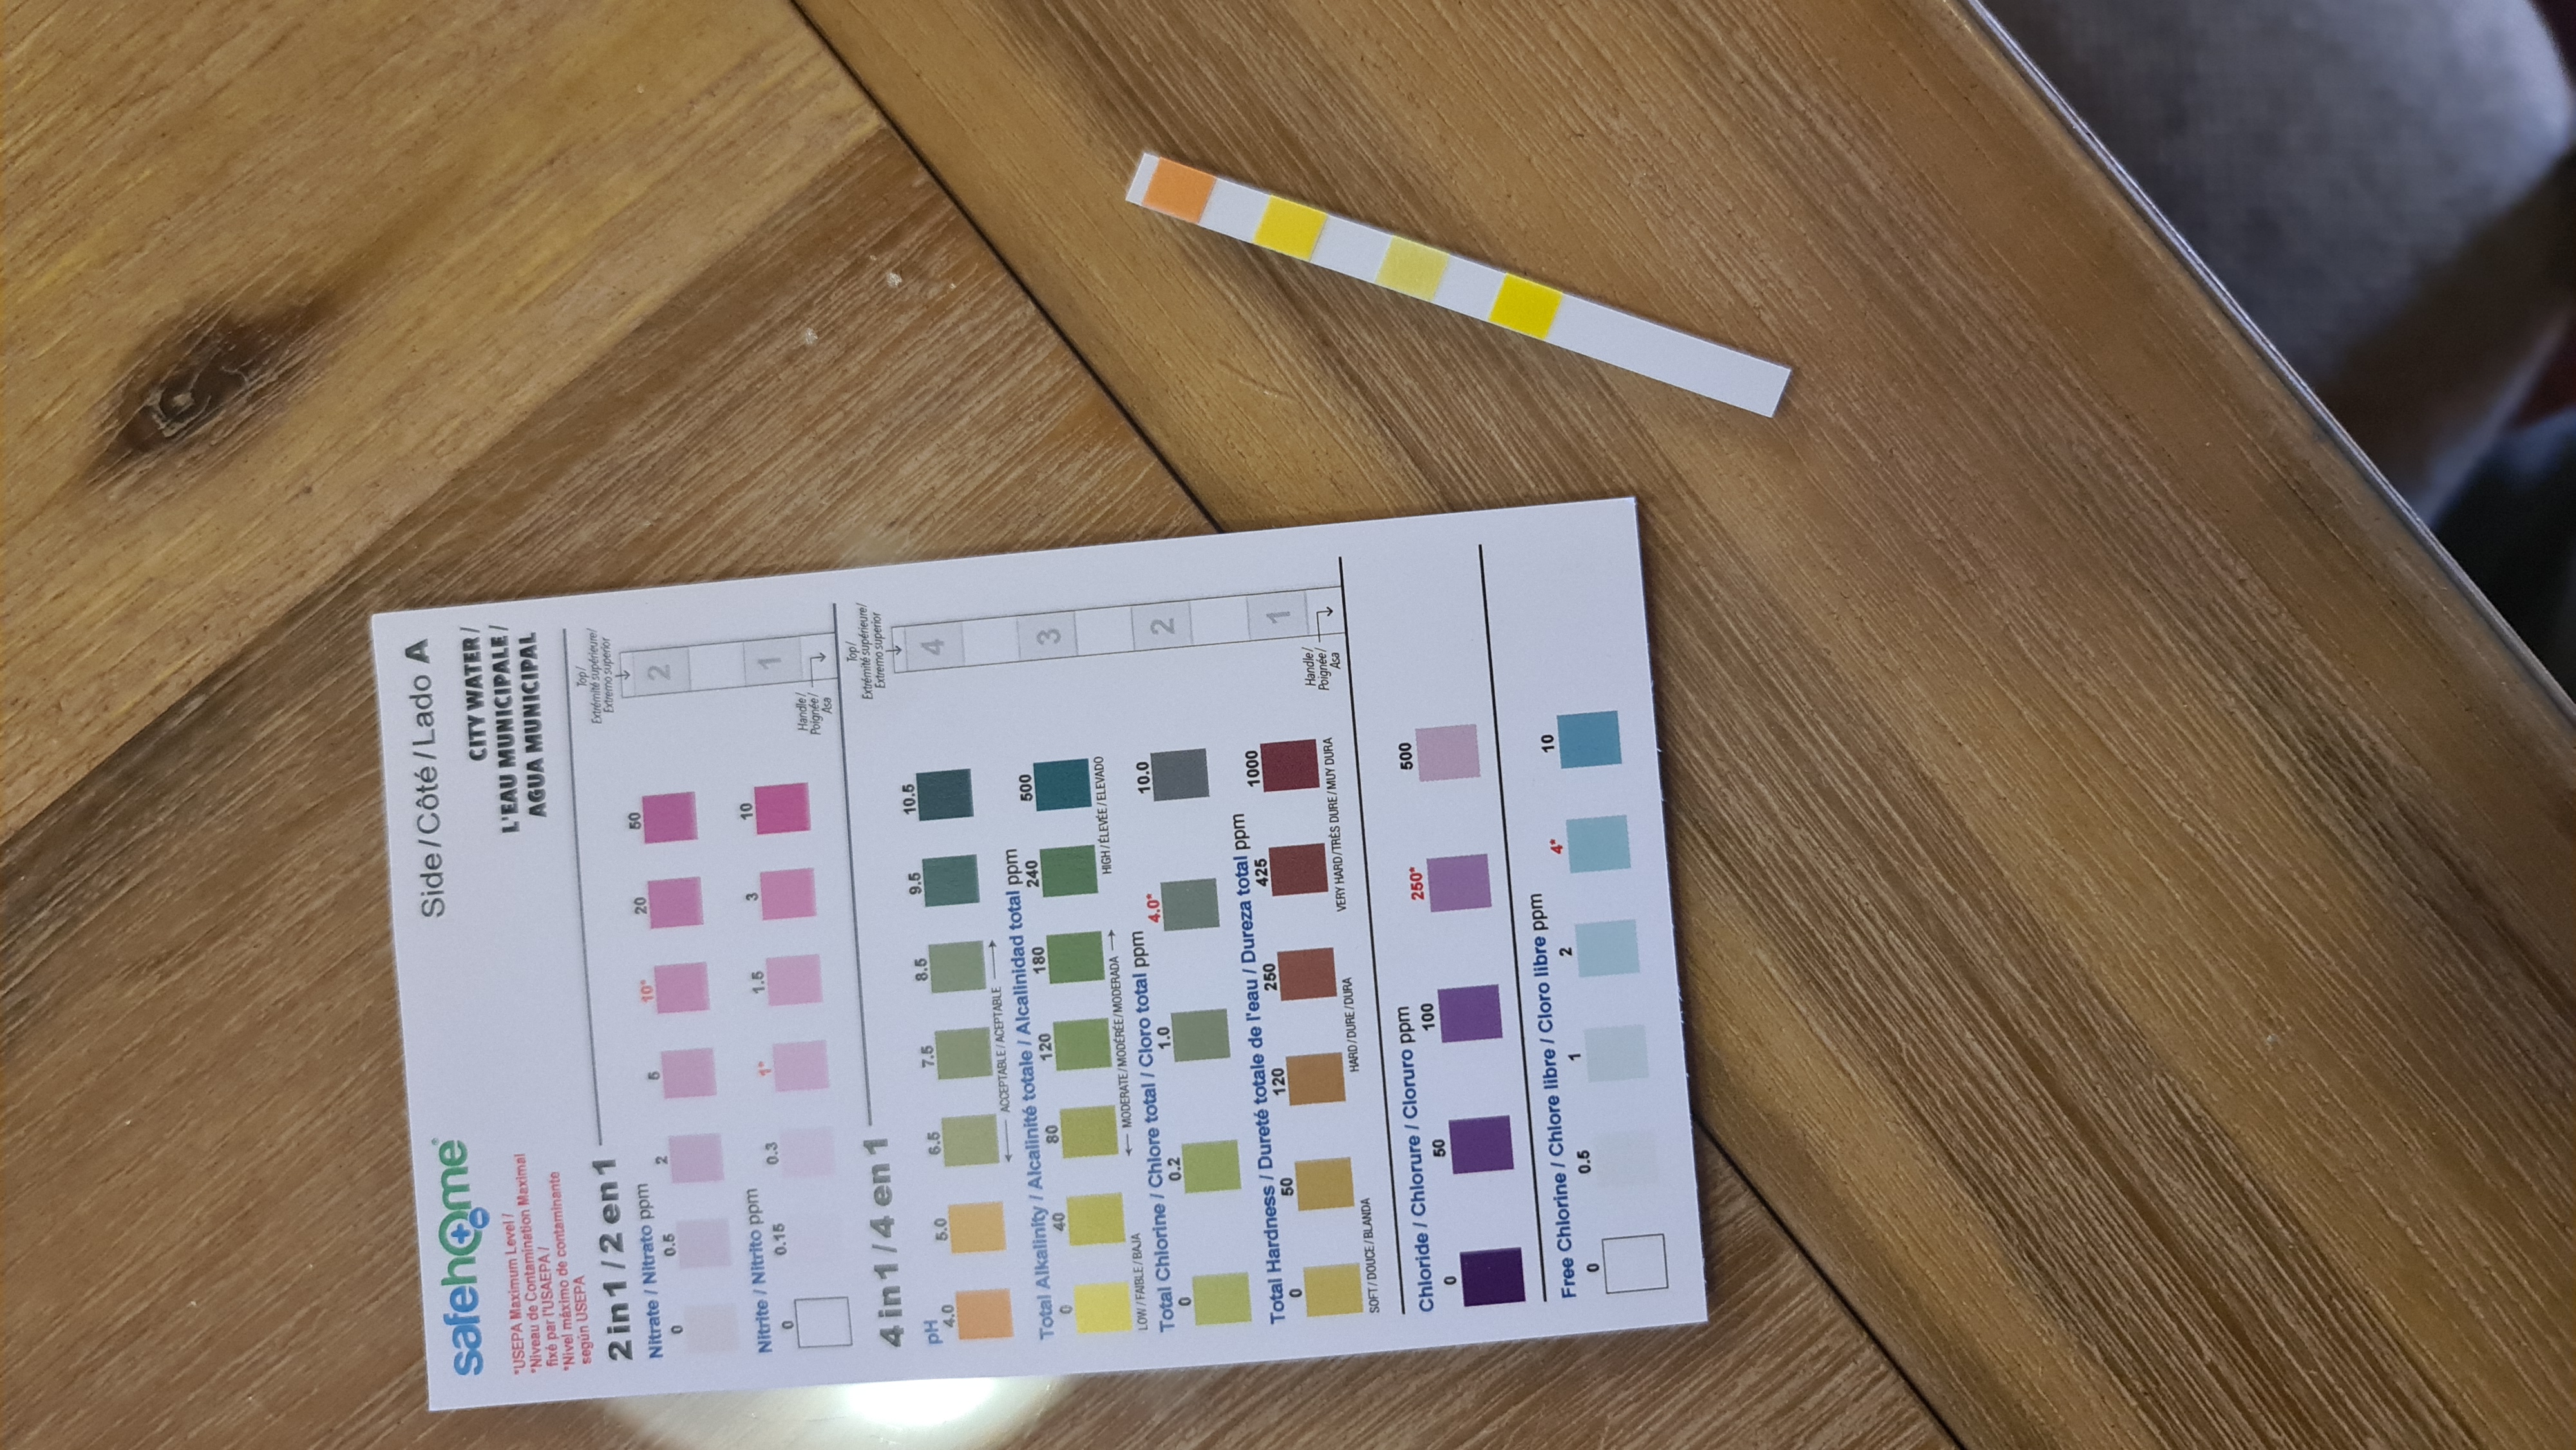 safehome®
Side / Côté / Lado A
*USEPA Maximum Level /
*Niveau de Contamination Maximal
fixé par l'USAEPA /
*Nivel máximo de contaminante
según USEPA
CITY WATER /
L'EAU MUNICIPALE /
AGUA MUNICIPAL
2 in 1 / 2 en 1
Nitrate / Nitrato ppm
0 0.5 2 5 10* 20 50
Nitrite / Nitrito ppm
0 0.15 0.3 1* 1.5 3 10
Top/
Extrémité supérieure/
Extremo superior
2
1
Handle/
Poignée/
Asa
4 in 1 / 4 en 1
pH
4.0 5.0 6.5 7.5 8.5 9.5 10.5
ACCEPTABLE / ACEPTABLE
Total Alkalinity / Alcalinité totale / Alcalinidad total ppm
0 40 80 120 180 240 500
LOW / FAIBLE / BAJA MODERATE / MODÉRÉE / MODERADA HIGH / ÉLEVÉE / ELEVADO
Total Chlorine / Chlore total / Cloro total ppm
0 0.2 1.0 4.0* 10.0
Total Hardness / Dureté totale de l'eau / Dureza total ppm
0 50 120 250 425 1000
SOFT / DOUCE / BLANDA HARD / DURE / DURA VERY HARD / TRÈS DURE / MUY DURA
Top/
Extrémité supérieure/
Extremo superior
4
3
2
1
Handle/
Poignée/
Asa
Chloride / Chlorure / Cloruro ppm
0 50 100 250* 500
Free Chlorine / Chlore libre / Cloro libre ppm
0 0.5 1 2 4* 10